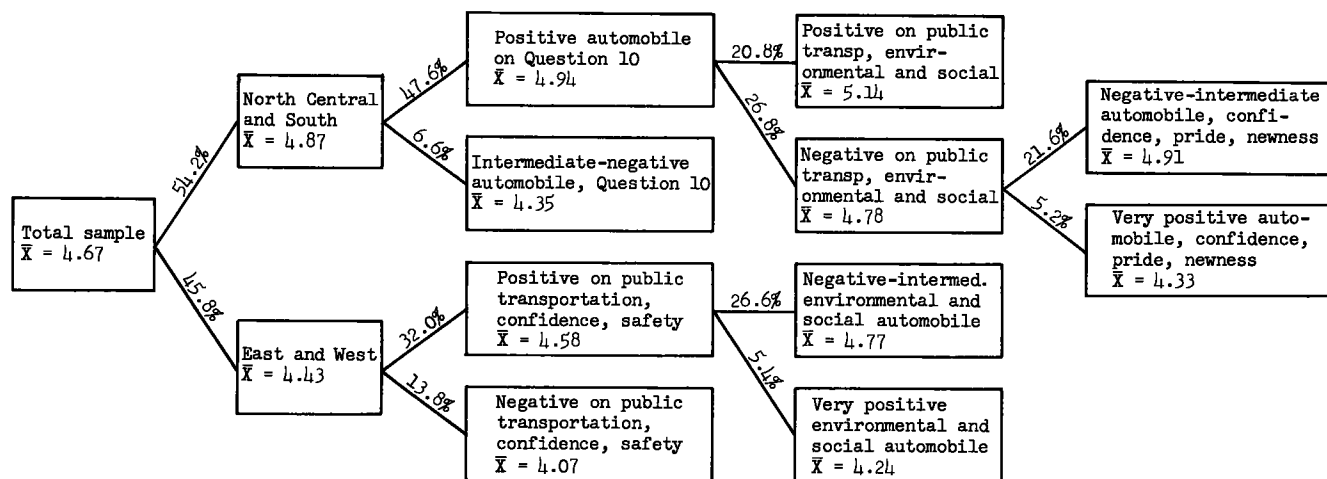 Total sample
X̄ = 4.67
54.2%
45.8%
North Central
and South
X̄ = 4.87
East and West
X̄ = 4.43
47.6%
6.6%
32.0%
13.8%
Positive automobile
on Question 10
X̄ = 4.94
Intermediate-negative
automobile, Question 10
X̄ = 4.35
Positive on public
transportation,
confidence, safety
X̄ = 4.58
Negative on public
transportation,
confidence, safety
X̄ = 4.07
20.8%
26.8%
26.6%
5.4%
Positive on public
transp, envir-
onmental and social
X̄ = 5.14
Negative on public
transp, envir-
onmental and social
X̄ = 4.78
Negative-intermed.
environmental and
social automobile
X̄ = 4.77
Very positive
environmental and
social automobile
X̄ = 4.24
21.6%
5.2%
Negative-intermediate
automobile, confi-
dence, pride, newness
X̄ = 4.91
Very positive auto-
mobile, confidence,
pride, newness
X̄ = 4.33